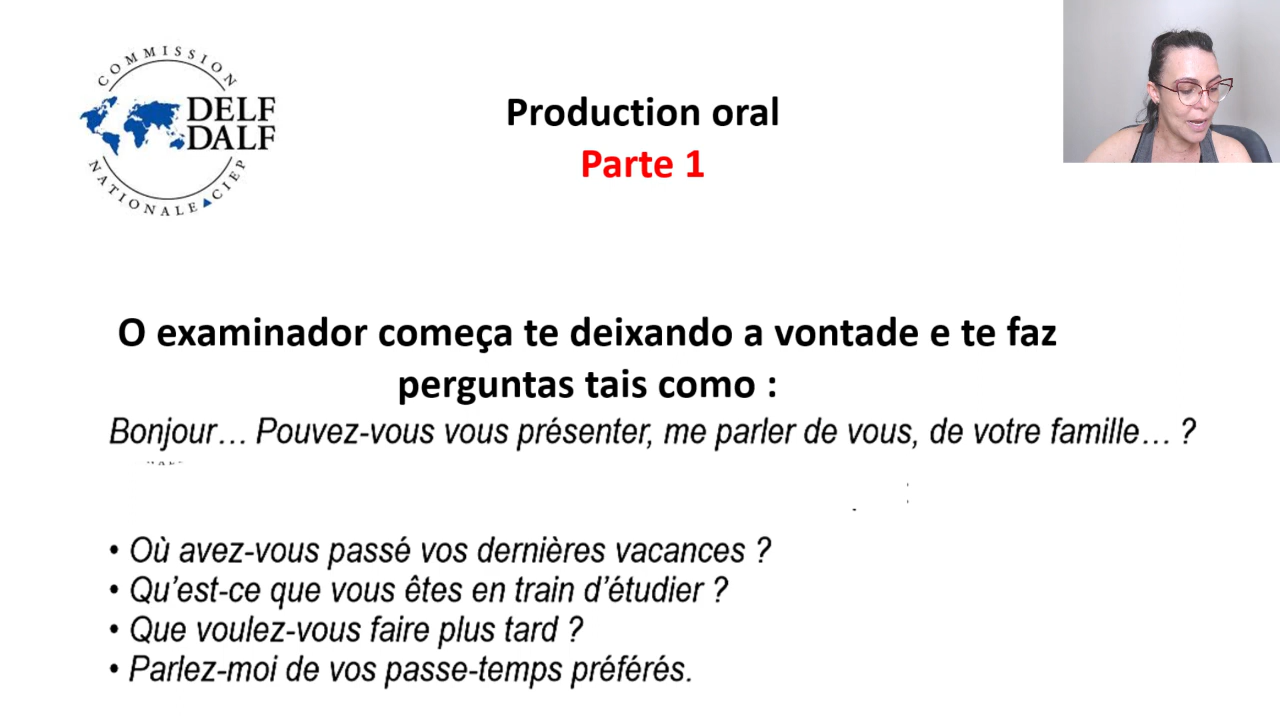 COMMISSION
DELF
DALF
NATIONALE CIEP
Production oral
Parte 1
O examinador começa te deixando a vontade e te faz
perguntas tais como :
Bonjour… Pouvez-vous vous présenter, me parler de vous, de votre famille… ?
• Où avez-vous passé vos dernières vacances ?
• Qu’est-ce que vous êtes en train d’étudier ?
• Que voulez-vous faire plus tard ?
• Parlez-moi de vos passe-temps préférés.